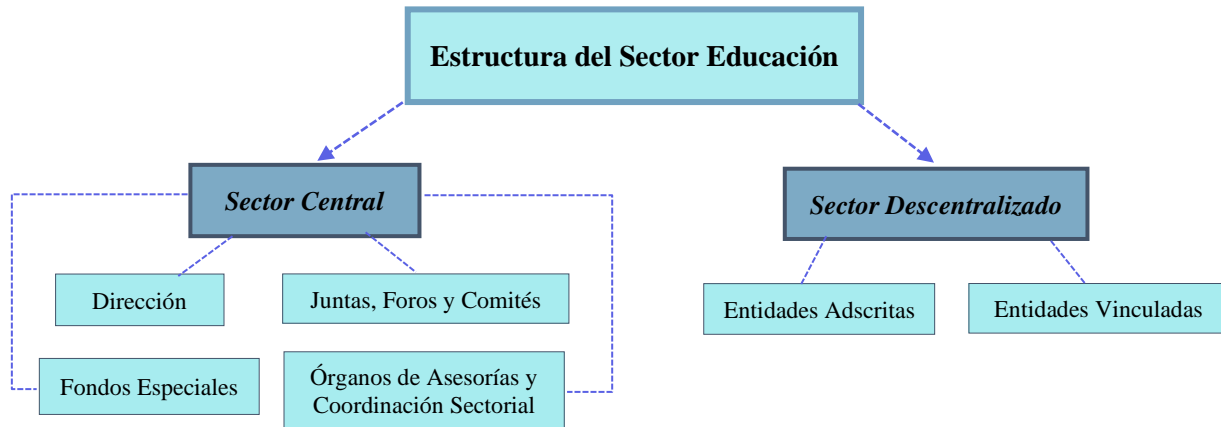 Estructura del Sector Educación
Sector Central
Sector Descentralizado
Dirección
Juntas, Foros y Comités
Entidades Adscritas
Entidades Vinculadas
Fondos Especiales
Órganos de Asesorías y
Coordinación Sectorial